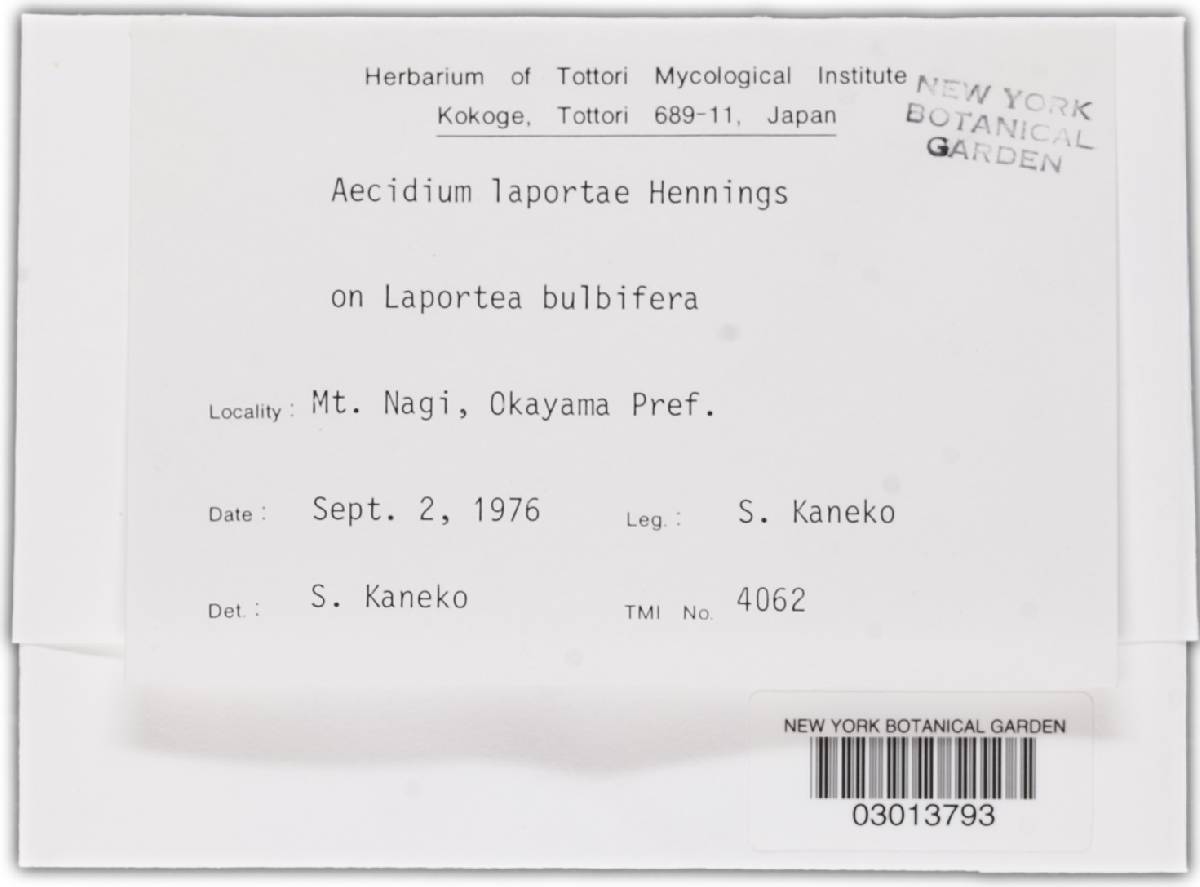 Herbarium of Tottori Mycological Institute
Kokoge, Tottori 689-11, Japan
NEW YORK
BOTANICAL
GARDEN
Aecidium laportae Hennings
on Laportea bulbifera
Locality: Mt. Nagi, Okayama Pref.
Date: Sept. 2, 1976 Leg.: S. Kaneko
Det.: S. Kaneko TMI No. 4062
NEW YORK BOTANICAL GARDEN
03013793